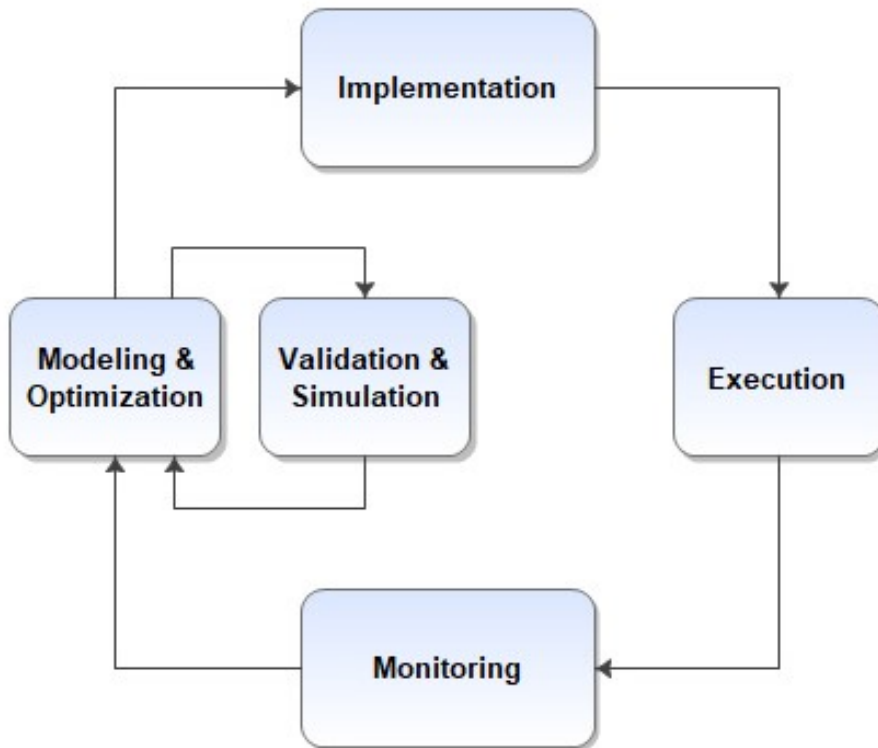 Implementation
Modeling &
Optimization
Validation &
Simulation
Execution
Monitoring